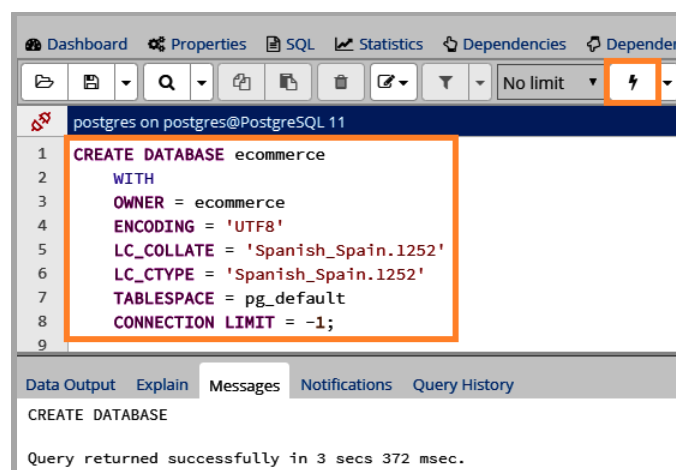 Dashboard Properties SQL Statistics Dependencies Depender
No limit
postgres on postgres@PostgreSQL 11
1 CREATE DATABASE ecommerce
2 WITH
3 OWNER = ecommerce
4 ENCODING = 'UTF8'
5 LC_COLLATE = 'Spanish_Spain.1252'
6 LC_CTYPE = 'Spanish_Spain.1252'
7 TABLESPACE = pg_default
8 CONNECTION LIMIT = -1;
9
Data Output Explain Messages Notifications Query History
CREATE DATABASE
Query returned successfully in 3 secs 372 msec.